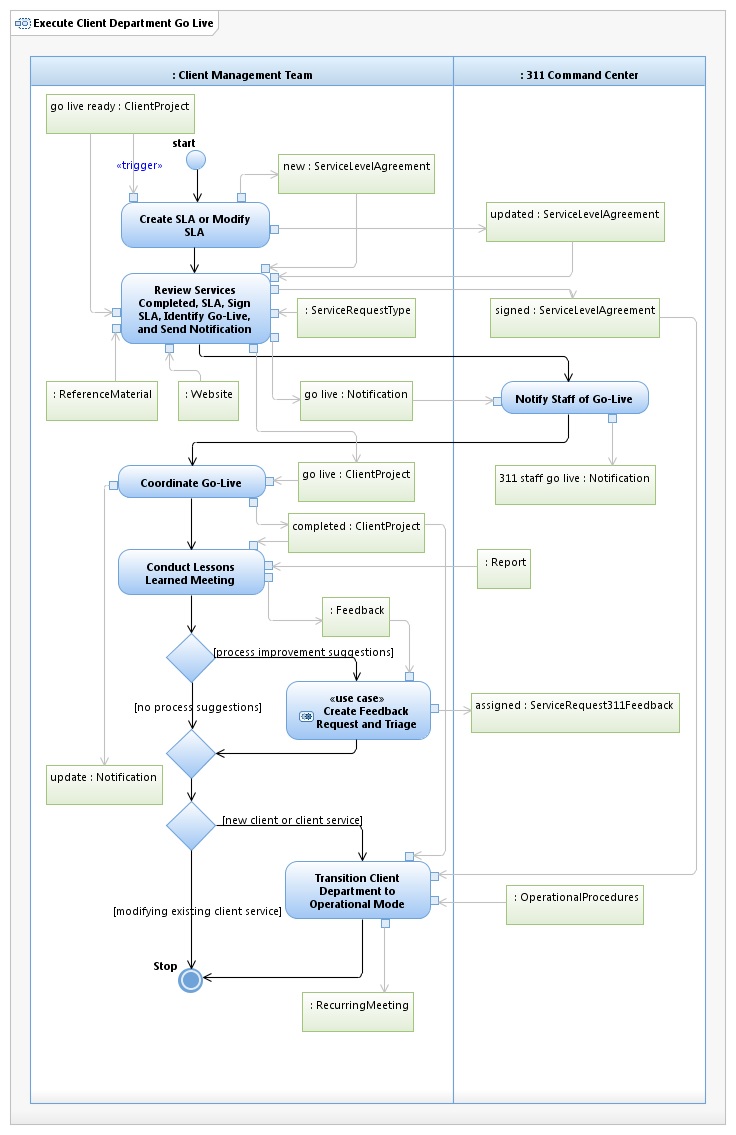 Execute Client Department Go Live
: Client Management Team
: 311 Command Center
go live ready : ClientProject
start
«trigger»
new : ServiceLevelAgreement
Create SLA or Modify
SLA
updated : ServiceLevelAgreement
Review Services
Completed, SLA, Sign
SLA, Identify Go-Live,
and Send Notification
: ServiceRequestType
signed : ServiceLevelAgreement
: ReferenceMaterial
: Website
go live : Notification
Notify Staff of Go-Live
Coordinate Go-Live
go live : ClientProject
311 staff go live : Notification
completed : ClientProject
Conduct Lessons
Learned Meeting
: Report
: Feedback
[process improvement suggestions]
[no process suggestions]
«use case»
Create Feedback
Request and Triage
assigned : ServiceRequest311Feedback
update : Notification
[new client or client service]
Transition Client
Department to
Operational Mode
: OperationalProcedures
[modifying existing client service]
Stop
: RecurringMeeting